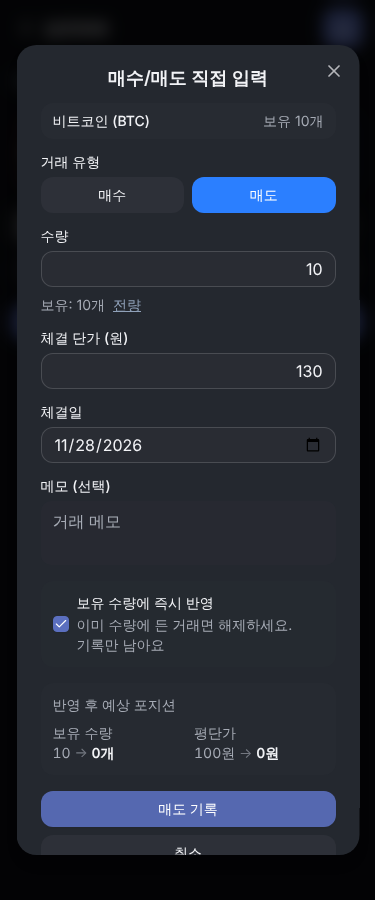 매수/매도 직접 입력
비트코인 (BTC) 보유 10개
거래 유형
매수 매도
수량
10
보유: 10개 전량
체결 단가 (원)
130
체결일
11/28/2026
메모 (선택)
거래 메모
보유 수량에 즉시 반영
이미 수량에 든 거래면 해제하세요.
기록만 남아요
반영 후 예상 포지션
보유 수량 평단가
10 → 0개 100원 → 0원
매도 기록
취소